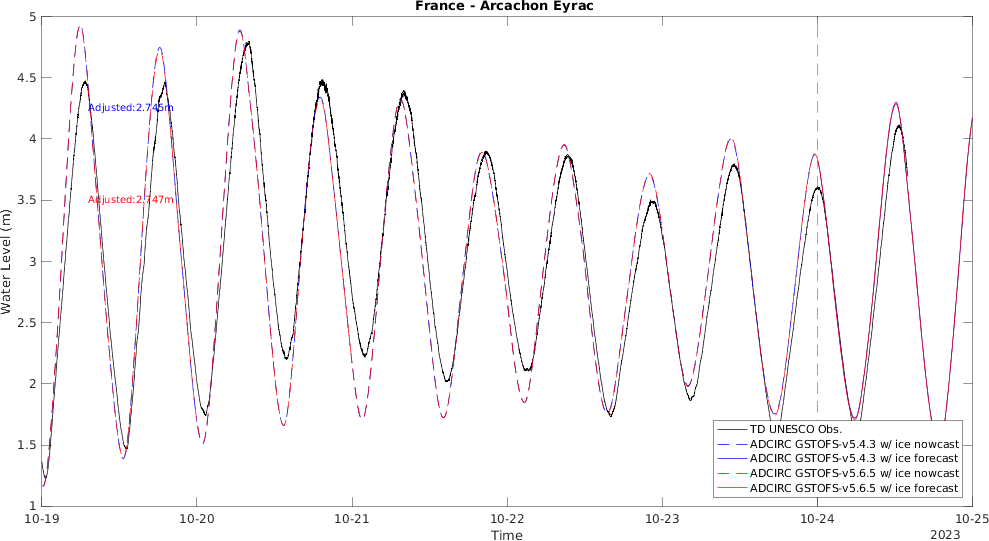 France - Arcachon Eyrac
5
4.5
4
3.5
3
2.5
2
1.5
1
Water Level (m)
Adjusted:2.745m
Adjusted:2.747m
TD UNESCO Obs.
ADCIRC GSTOFS-v5.4.3 w/ ice nowcast
ADCIRC GSTOFS-v5.4.3 w/ ice forecast
ADCIRC GSTOFS-v5.6.5 w/ ice nowcast
ADCIRC GSTOFS-v5.6.5 w/ ice forecast
10-19 10-20 10-21 10-22 10-23 10-24 10-25
Time
2023